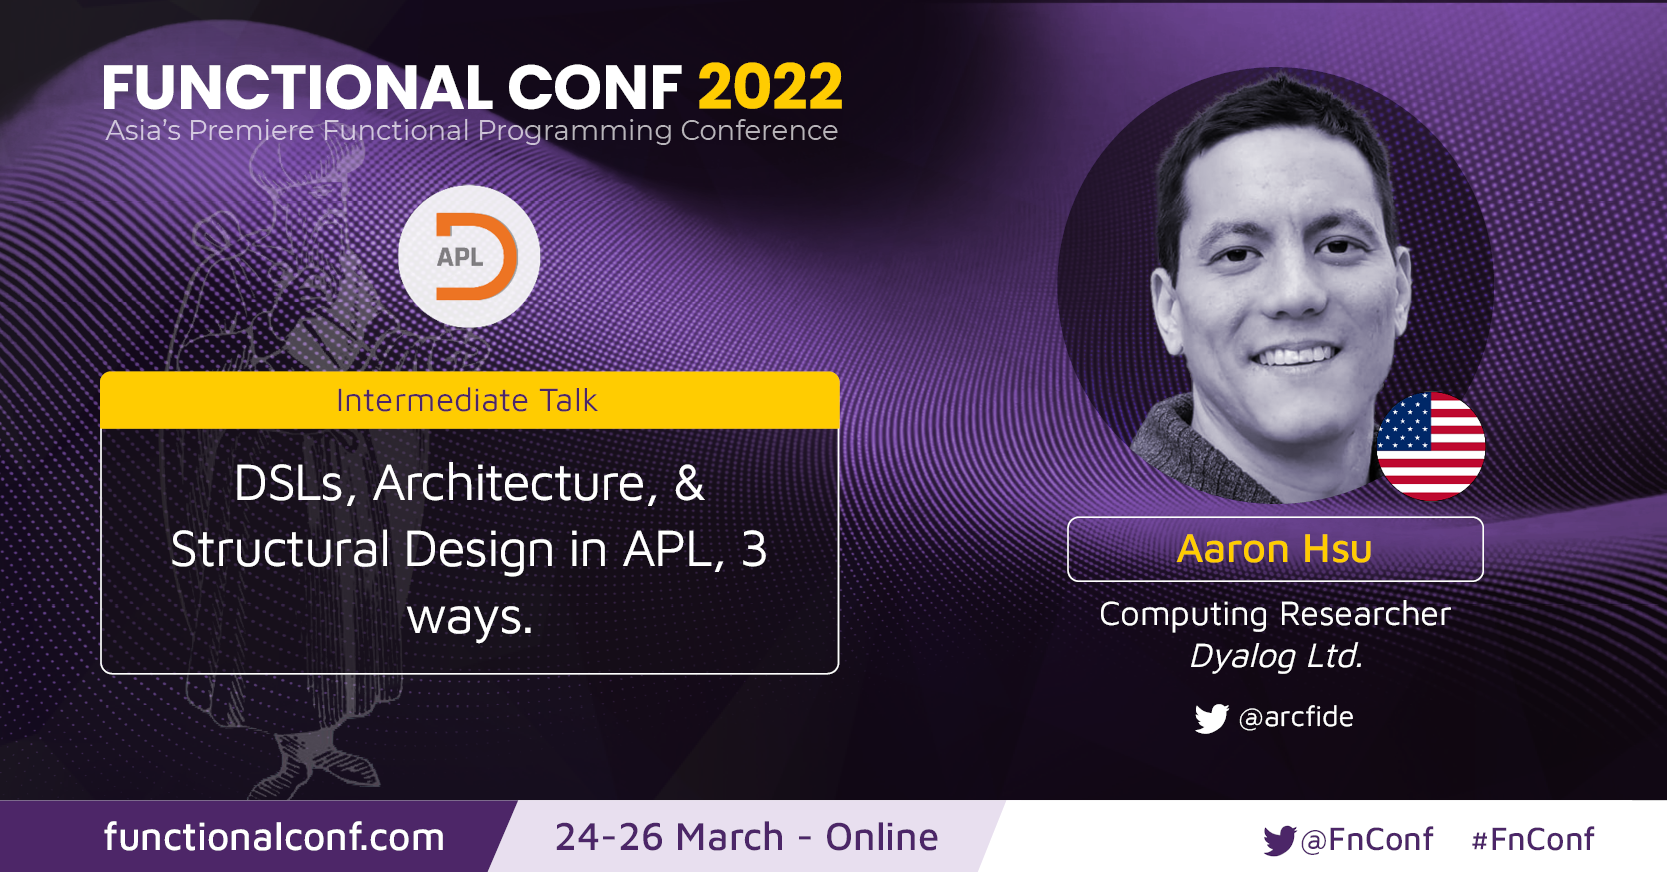 FUNCTIONAL CONF 2022
Asia's Premiere Functional Programming Conference
APL
Intermediate Talk
DSLs, Architecture, &
Structural Design in APL, 3
ways.
Aaron Hsu
Computing Researcher
Dyalog Ltd.
@arcfide
functionalconf.com
24-26 March - Online
@FnConf #FnConf